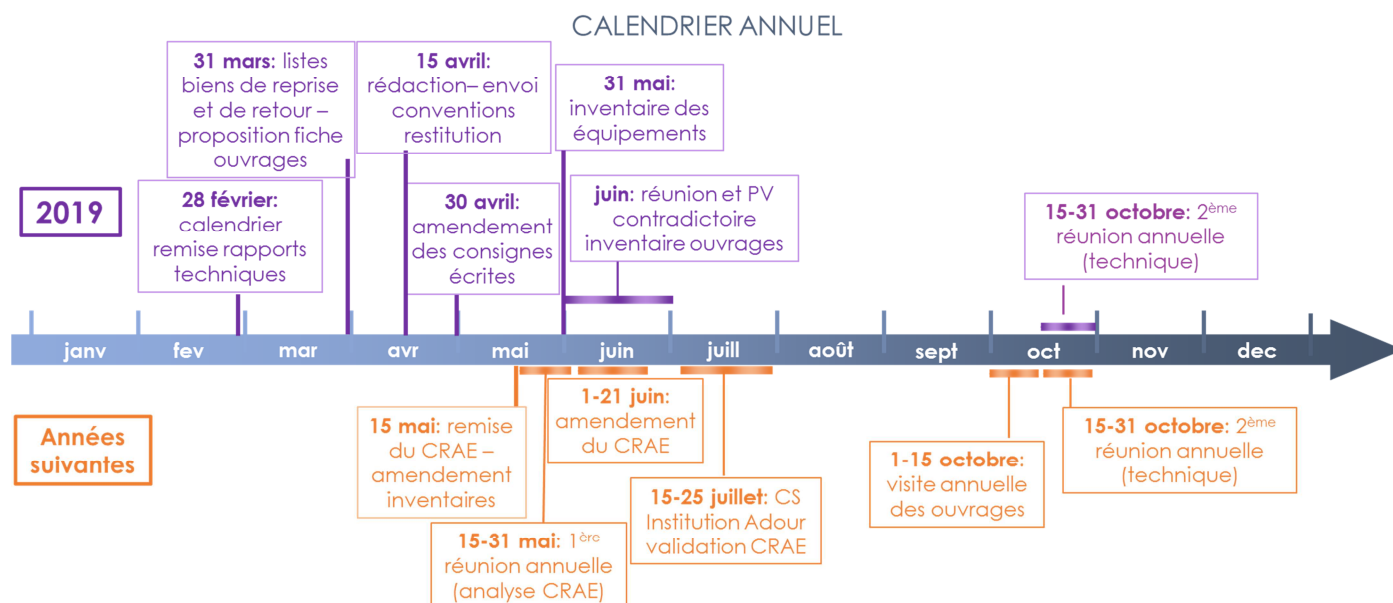 CALENDRIER ANNUEL
31 mars: listes
biens de reprise
et de retour –
proposition fiche
ouvrages
15 avril:
rédaction– envoi
conventions
restitution
31 mai:
inventaire des
équipements
2019
28 février:
calendrier
remise rapports
techniques
30 avril:
amendement
des consignes
écrites
juin: réunion et PV
contradictoire
inventaire ouvrages
15-31 octobre: 2ème
réunion annuelle
(technique)
janv fev mar avr mai juin juill août sept oct nov dec
Années
suivantes
15 mai: remise
du CRAE –
amendement
inventaires
1-21 juin:
amendement
du CRAE
15-31 mai: 1ère
réunion annuelle
(analyse CRAE)
15-25 juillet: CS
Institution Adour
validation CRAE
1-15 octobre:
visite annuelle
des ouvrages
15-31 octobre: 2ème
réunion annuelle
(technique)